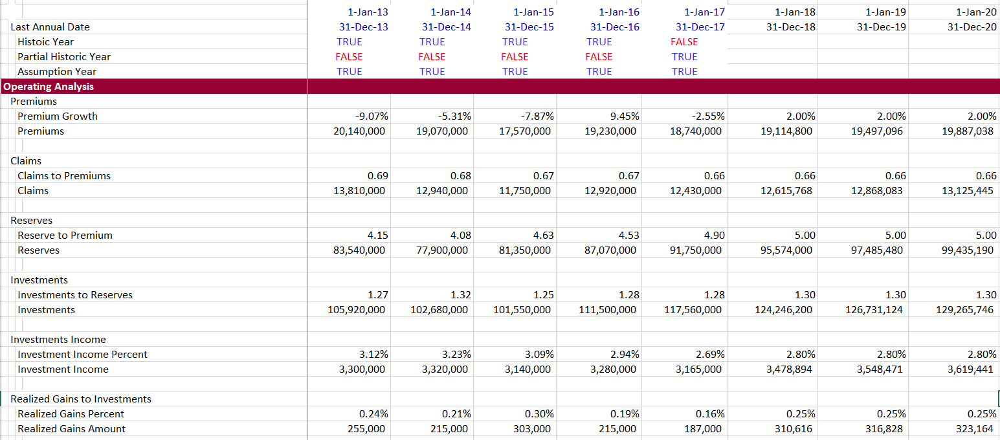 1-Jan-13 1-Jan-14 1-Jan-15 1-Jan-16 1-Jan-17 1-Jan-18 1-Jan-19 1-Jan-20
Last Annual Date 31-Dec-13 31-Dec-14 31-Dec-15 31-Dec-16 31-Dec-17 31-Dec-18 31-Dec-19 31-Dec-20
Histoic Year TRUE TRUE TRUE TRUE FALSE
Partial Historic Year FALSE FALSE FALSE FALSE TRUE
Assumption Year TRUE TRUE TRUE TRUE TRUE
Operating Analysis
Premiums
Premium Growth -9.07% -5.31% -7.87% 9.45% -2.55% 2.00% 2.00% 2.00%
Premiums 20,140,000 19,070,000 17,570,000 19,230,000 18,740,000 19,114,800 19,497,096 19,887,038
Claims
Claims to Premiums 0.69 0.68 0.67 0.67 0.66 0.66 0.66 0.66
Claims 13,810,000 12,940,000 11,750,000 12,920,000 12,430,000 12,615,768 12,868,083 13,125,445
Reserves
Reserve to Premium 4.15 4.08 4.63 4.53 4.90 5.00 5.00 5.00
Reserves 83,540,000 77,900,000 81,350,000 87,070,000 91,750,000 95,574,000 97,485,480 99,435,190
Investments
Investments to Reserves 1.27 1.32 1.25 1.28 1.28 1.30 1.30 1.30
Investments 105,920,000 102,680,000 101,550,000 111,500,000 117,560,000 124,246,200 126,731,124 129,265,746
Investments Income
Investment Income Percent 3.12% 3.23% 3.09% 2.94% 2.69% 2.80% 2.80% 2.80%
Investment Income 3,300,000 3,320,000 3,140,000 3,280,000 3,165,000 3,478,894 3,548,471 3,619,441
Realized Gains to Investments
Realized Gains Percent 0.24% 0.21% 0.30% 0.19% 0.16% 0.25% 0.25% 0.25%
Realized Gains Amount 255,000 215,000 303,000 215,000 187,000 310,616 316,828 323,164